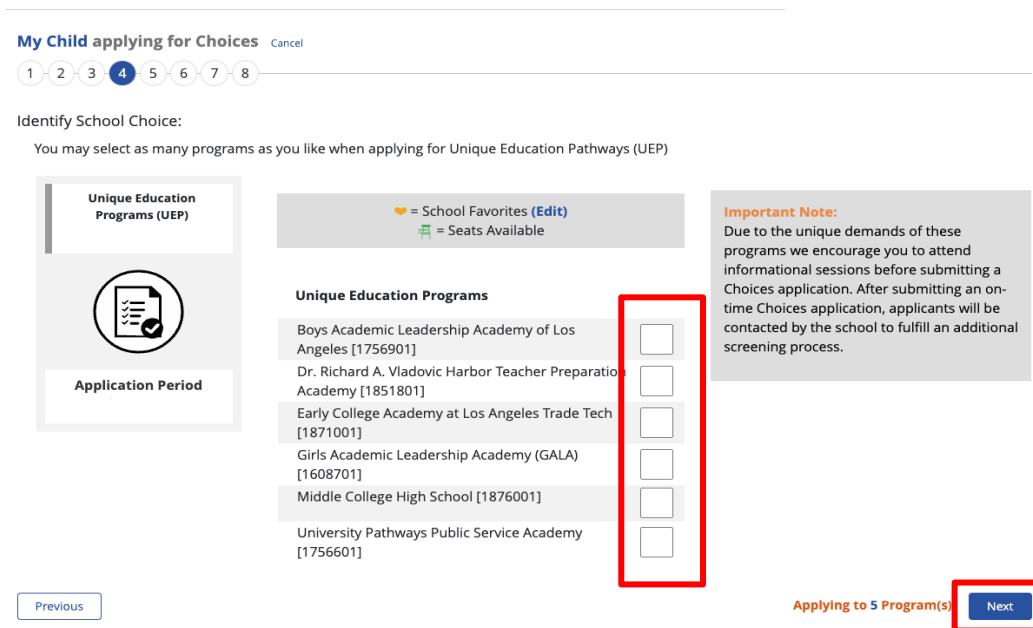 My Child applying for Choices Cancel
1 2 3 4 5 6 7 8
Identify School Choice:
You may select as many programs as you like when applying for Unique Education Pathways (UEP)
Unique Education
Programs (UEP)
Application Period
= School Favorites (Edit)
= Seats Available
Unique Education Programs
Boys Academic Leadership Academy of Los
Angeles [1756901]
Dr. Richard A. Vladovic Harbor Teacher Preparation
Academy [1851801]
Early College Academy at Los Angeles Trade Tech
[1871001]
Girls Academic Leadership Academy (GALA)
[1608701]
Middle College High School [1876001]
University Pathways Public Service Academy
[1756601]
Important Note:
Due to the unique demands of these
programs we encourage you to attend
informational sessions before submitting a
Choices application. After submitting an on-
time Choices application, applicants will be
contacted by the school to fulfill an additional
screening process.
Previous
Applying to 5 Program(s)
Next